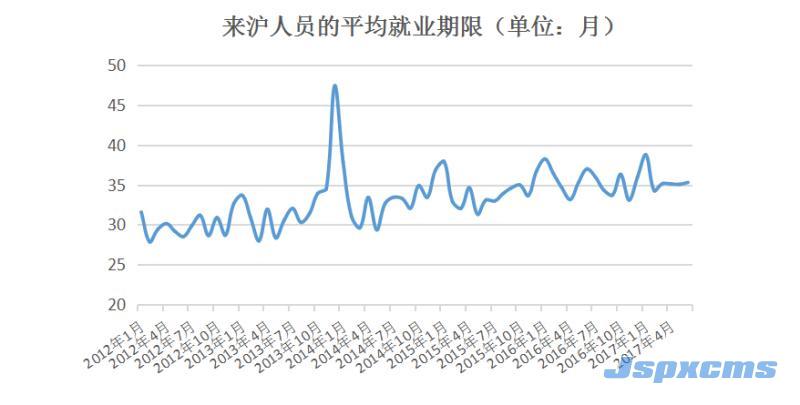 来沪人员的平均就业期限（单位：月）
50
45
40
35
30
25
20
2012年1月
2012年4月
2012年7月
2012年10月
2013年1月
2013年4月
2013年7月
2013年10月
2014年1月
2014年4月
2014年7月
2014年10月
2015年1月
2015年4月
2015年7月
2015年10月
2016年1月
2016年4月
2016年7月
2016年10月
2017年1月
2017年4月
Jspxcms